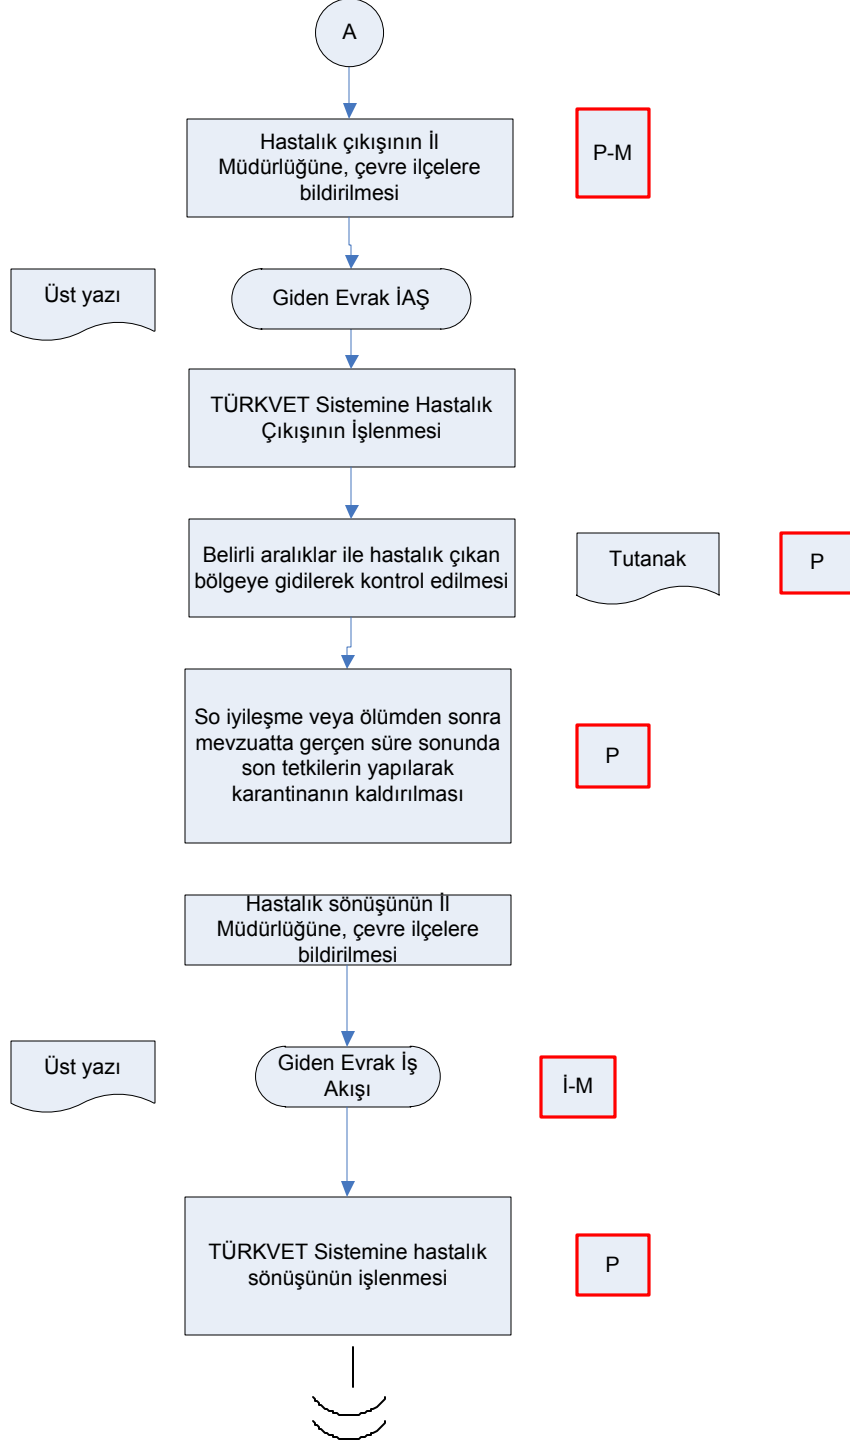 A
Hastalık çıkışının İl
Müdürlüğüne, çevre ilçelere
bildirilmesi
P-M
Üst yazı
Giden Evrak İAŞ
TÜRKVET Sistemine Hastalık
Çıkışının İşlenmesi
Belirli aralıklar ile hastalık çıkan
bölgeye gidilerek kontrol edilmesi
Tutanak
P
So iyileşme veya ölümden sonra
mevzuatta gerçen süre sonunda
son tetkilerin yapılarak
karantinanın kaldırılması
P
Hastalık sönüşünün İl
Müdürlüğüne, çevre ilçelere
bildirilmesi
Üst yazı
Giden Evrak İş
Akışı
İ-M
TÜRKVET Sistemine hastalık
sönüşünün işlenmesi
P